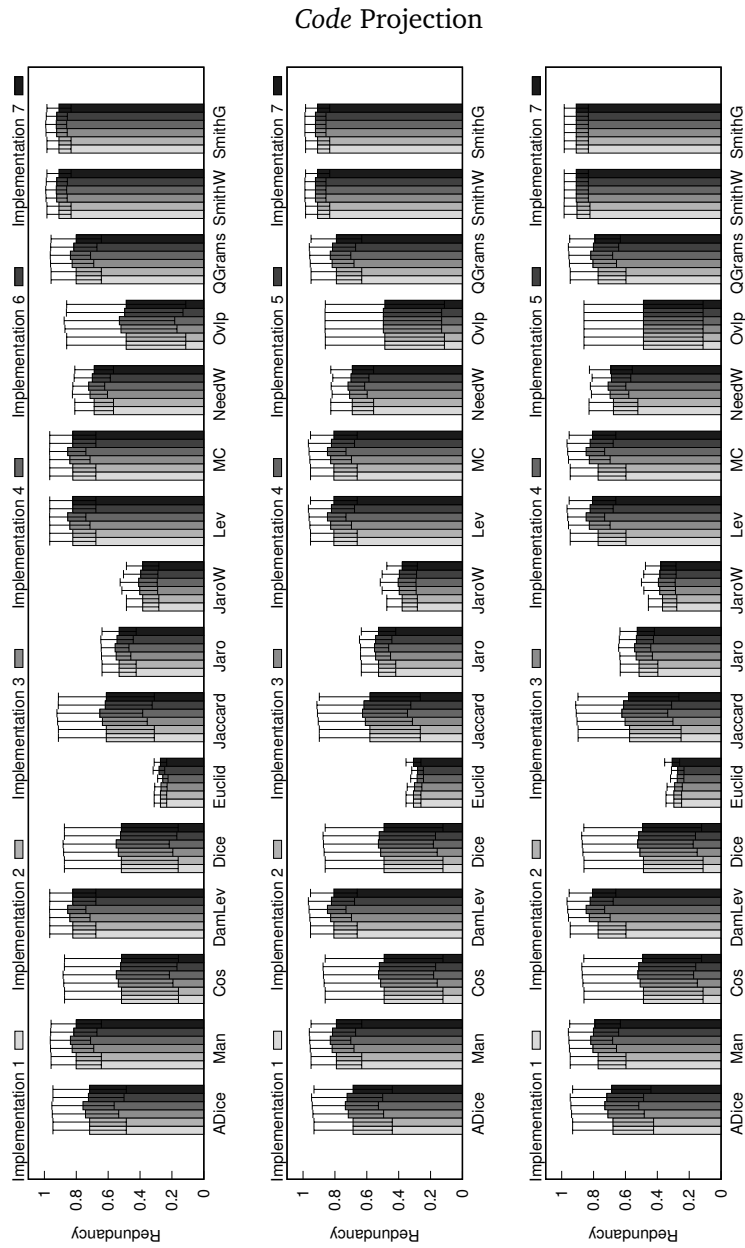 Code Projection
Implementation 1
Implementation 2
Implementation 3
Implementation 4
Implementation 6
Implementation 7
Redundancy
1
0.8
0.6
0.4
0.2
0
ADice
Man
Cos
DamLev
Dice
Euclid
Jaccard
Jaro
JaroW
Lev
MC
NeedW
Ovlp
QGrams
SmithW
SmithG
Implementation 1
Implementation 2
Implementation 3
Implementation 4
Implementation 5
Implementation 7
Redundancy
1
0.8
0.6
0.4
0.2
0
ADice
Man
Cos
DamLev
Dice
Euclid
Jaccard
Jaro
JaroW
Lev
MC
NeedW
Ovlp
QGrams
SmithW
SmithG
Implementation 1
Implementation 2
Implementation 3
Implementation 4
Implementation 5
Implementation 7
Redundancy
1
0.8
0.6
0.4
0.2
0
ADice
Man
Cos
DamLev
Dice
Euclid
Jaccard
Jaro
JaroW
Lev
MC
NeedW
Ovlp
QGrams
SmithW
SmithG